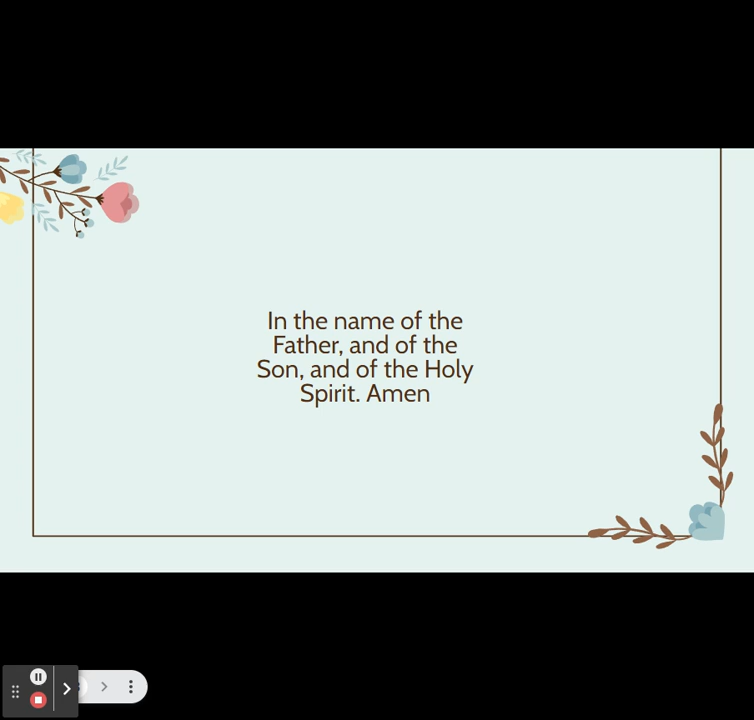 In the name of the
Father, and of the
Son, and of the Holy
Spirit. Amen